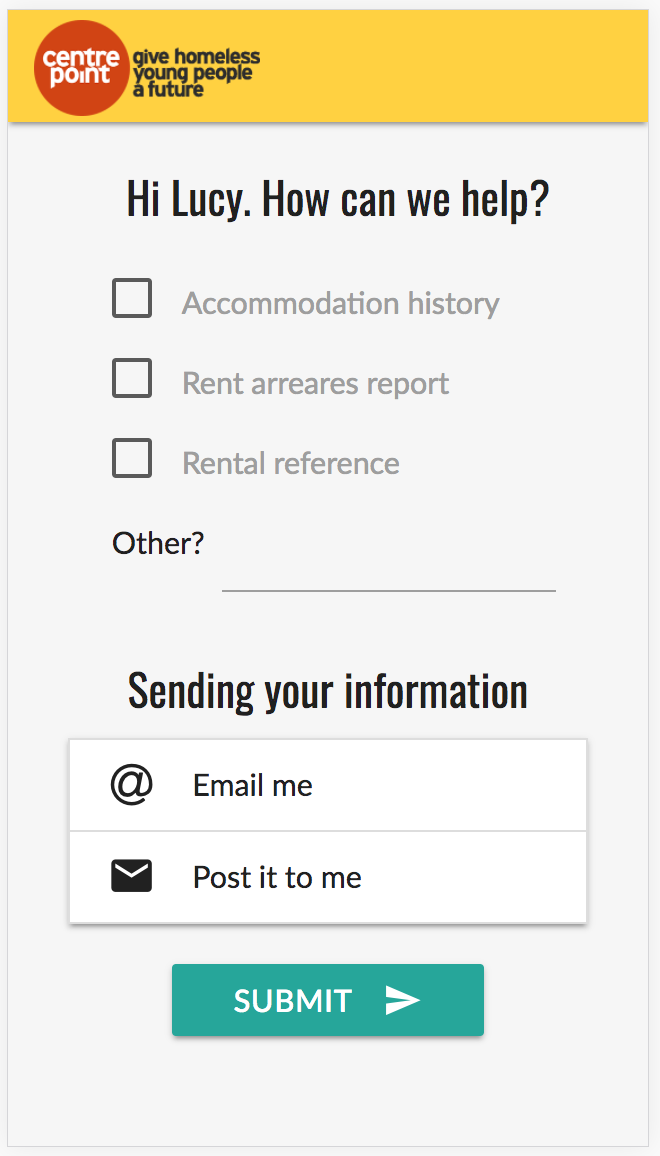 centre
point
give homeless
young people
a future
Hi Lucy. How can we help?
Accommodation history
Rent arreares report
Rental reference
Other?
Sending your information
@ Email me
Post it to me
SUBMIT